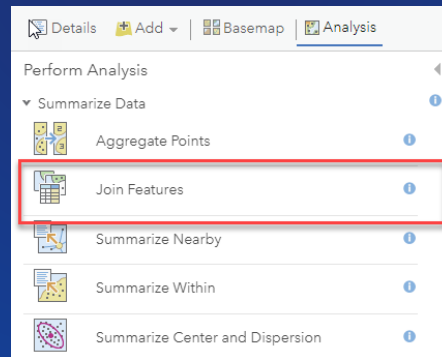 Details Add Basemap Analysis
Perform Analysis
Summarize Data
Aggregate Points
Join Features
Summarize Nearby
Summarize Within
Summarize Center and Dispersion